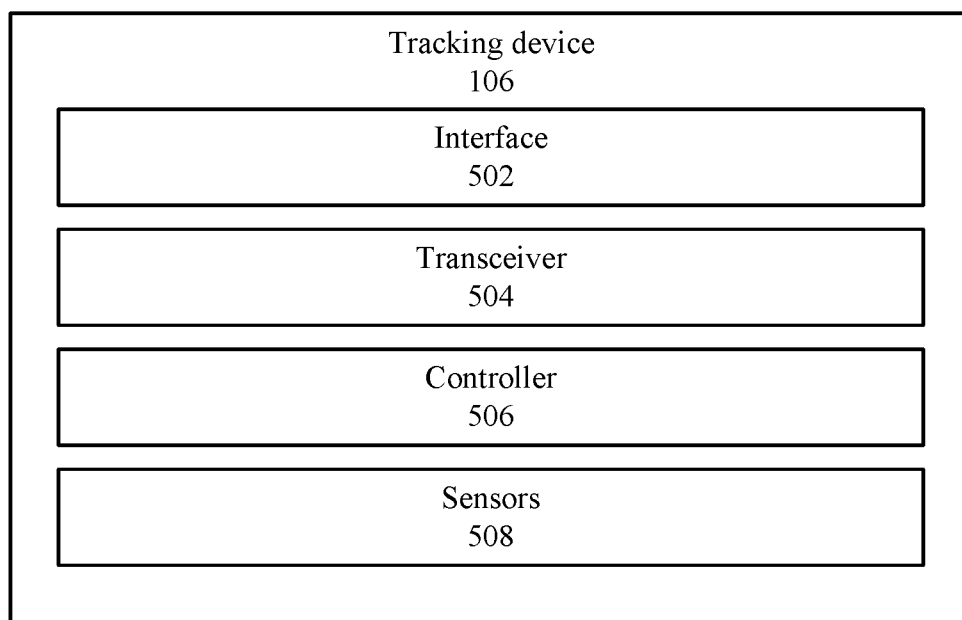 Tracking device
106
Interface
502
Transceiver
504
Controller
506
Sensors
508